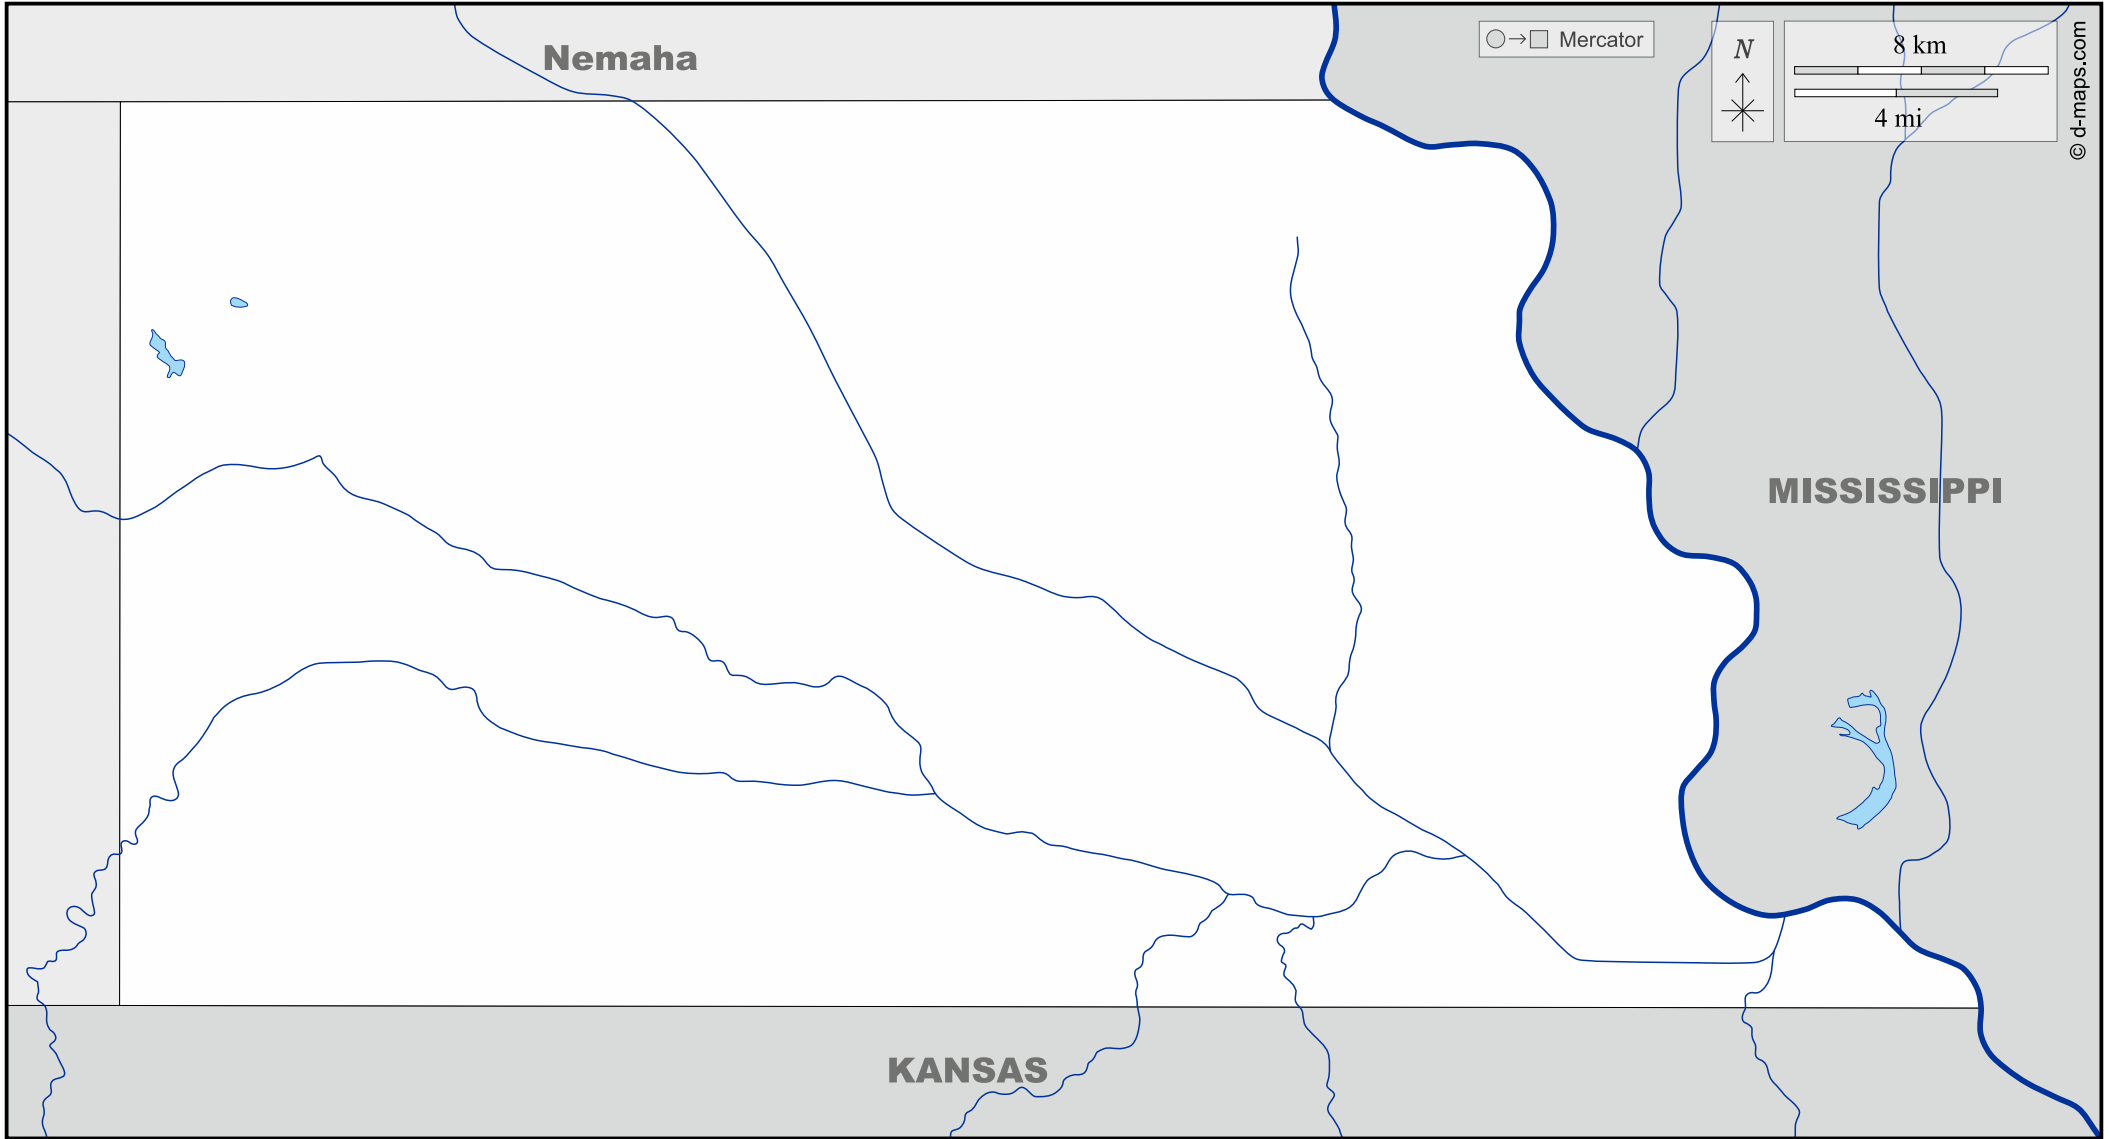 Nemaha
Mercator
N
8 km
4 mi
© d-maps.com
MISSISSIPPI
KANSAS